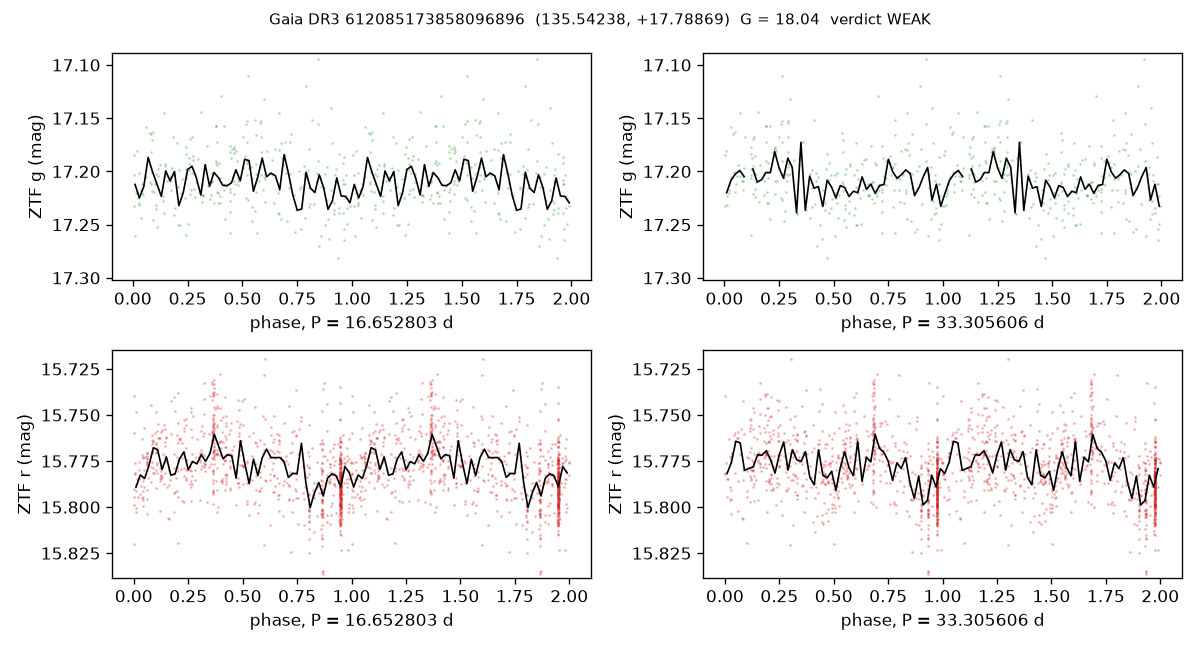 Gaia DR3 612085173858096896  (135.54238, +17.78869)  G = 18.04  verdict WEAK
ZTF g (mag)
17.10
17.15
17.20
17.25
17.30
0.00 0.25 0.50 0.75 1.00 1.25 1.50 1.75 2.00
phase, P = 16.652803 d
ZTF g (mag)
17.10
17.15
17.20
17.25
17.30
0.00 0.25 0.50 0.75 1.00 1.25 1.50 1.75 2.00
phase, P = 33.305606 d
ZTF r (mag)
15.725
15.750
15.775
15.800
15.825
0.00 0.25 0.50 0.75 1.00 1.25 1.50 1.75 2.00
phase, P = 16.652803 d
ZTF r (mag)
15.725
15.750
15.775
15.800
15.825
0.00 0.25 0.50 0.75 1.00 1.25 1.50 1.75 2.00
phase, P = 33.305606 d